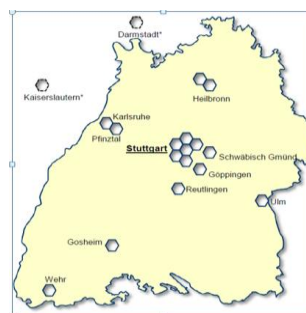 Darmstadt*
Kaiserslautern*
Heilbronn
Karlsruhe
Pfinztal
Stuttgart
Schwäbisch Gmünd
Göppingen
Reutlingen
Ulm
Gosheim
Wehr